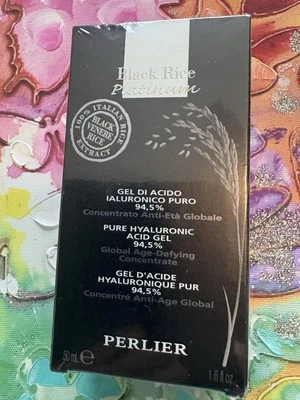 Black Rice
Platinum
100% ITALIAN RICE
BLACK
VENERE
RICE
EXTRACT
GEL DI ACIDO
IALURONICO PURO
94,5%
Concentrato Anti-Età Globale
PURE HYALURONIC
ACID GEL
94,5%
Global Age-Defying
Concentrate
GEL D'ACIDE
HYALURONIQUE PUR
94,5%
Concentré Anti-Age Global
PERLIER
50 mL e
1.6 fl oz